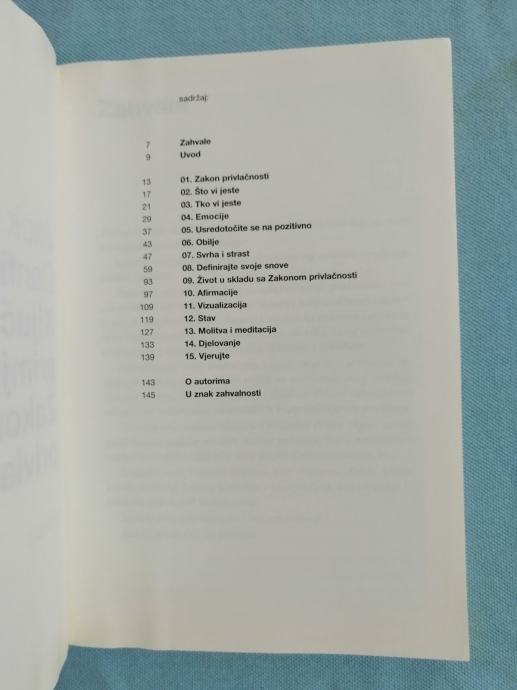 sadržaj:
7 Zahvale
9 Uvod
13 01. Zakon privlačnosti
17 02. Što vi jeste
21 03. Tko vi jeste
29 04. Emocije
37 05. Usredotočite se na pozitivno
43 06. Obilje
47 07. Svrha i strast
59 08. Definirajte svoje snove
93 09. Život u skladu sa Zakonom privlačnosti
97 10. Afirmacije
109 11. Vizualizacija
119 12. Stav
127 13. Molitva i meditacija
133 14. Djelovanje
139 15. Vjerujte
143 O autorima
145 U znak zahvalnosti